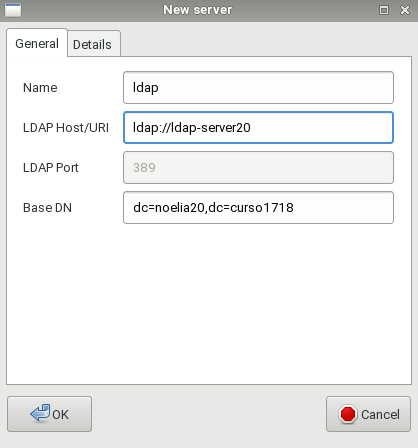 New server
General Details
Name ldap
LDAP Host/URI ldap://ldap-server20
LDAP Port 389
Base DN dc=noelia20,dc=curso1718
OK Cancel